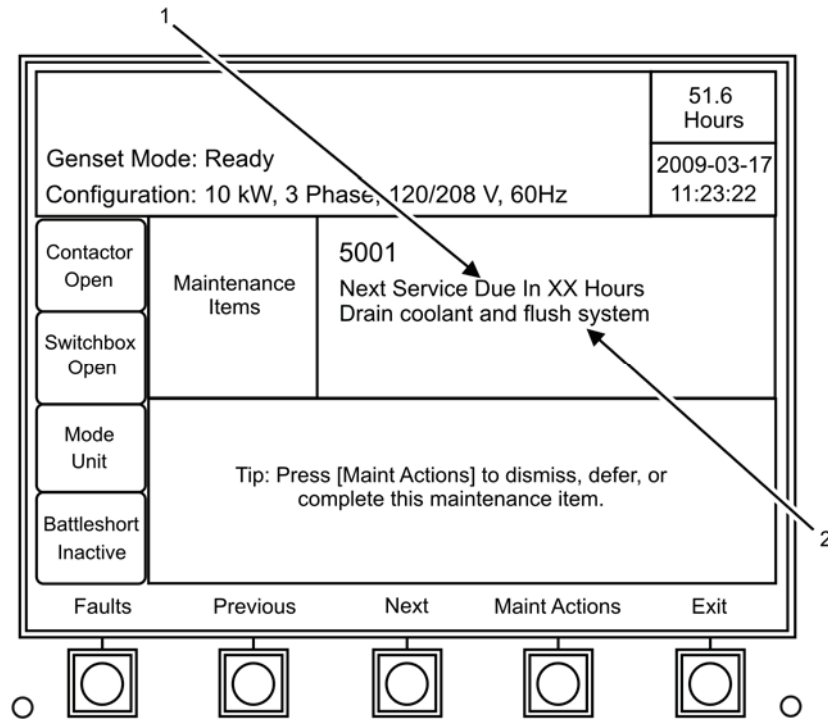 1
51.6
Hours
Genset Mode: Ready
Configuration: 10 kW, 3 Phase, 120/208 V, 60Hz
2009-03-17
11:23:22
Contactor
Open
Switchbox
Open
Mode
Unit
Battleshort
Inactive
Maintenance
Items
5001
Next Service Due In XX Hours
Drain coolant and flush system
Tip: Press [Maint Actions] to dismiss, defer, or
complete this maintenance item.
2
Faults Previous Next Maint Actions Exit